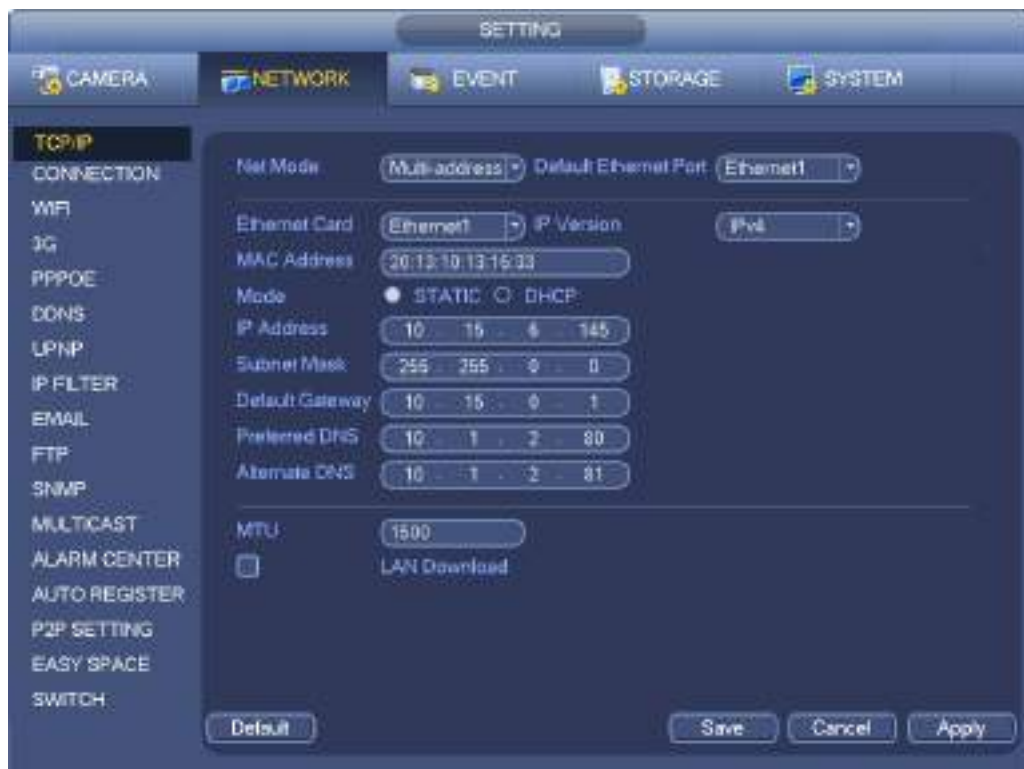 SETTING
CAMERA NETWORK EVENT STORAGE SYSTEM
TCP/IP
CONNECTION
WIFI
3G
PPPOE
DDNS
UPNP
IP FILTER
EMAIL
FTP
SNMP
MULTICAST
ALARM CENTER
AUTO REGISTER
P2P SETTING
EASY SPACE
SWITCH
Net Mode Multi-address Default Ethernet Port Ethernet1
Ethernet Card Ethernet1 IP Version IPv4
MAC Address 20:13:10:13:16:33
Mode STATIC DHCP
IP Address 10 . 15 . 6 . 145
Subnet Mask 255 . 255 . 0 . 0
Default Gateway 10 . 15 . 0 . 1
Preferred DNS 10 . 1 . 2 . 80
Alternate DNS 10 . 1 . 2 . 81
MTU 1500
LAN Download
Default Save Cancel Apply